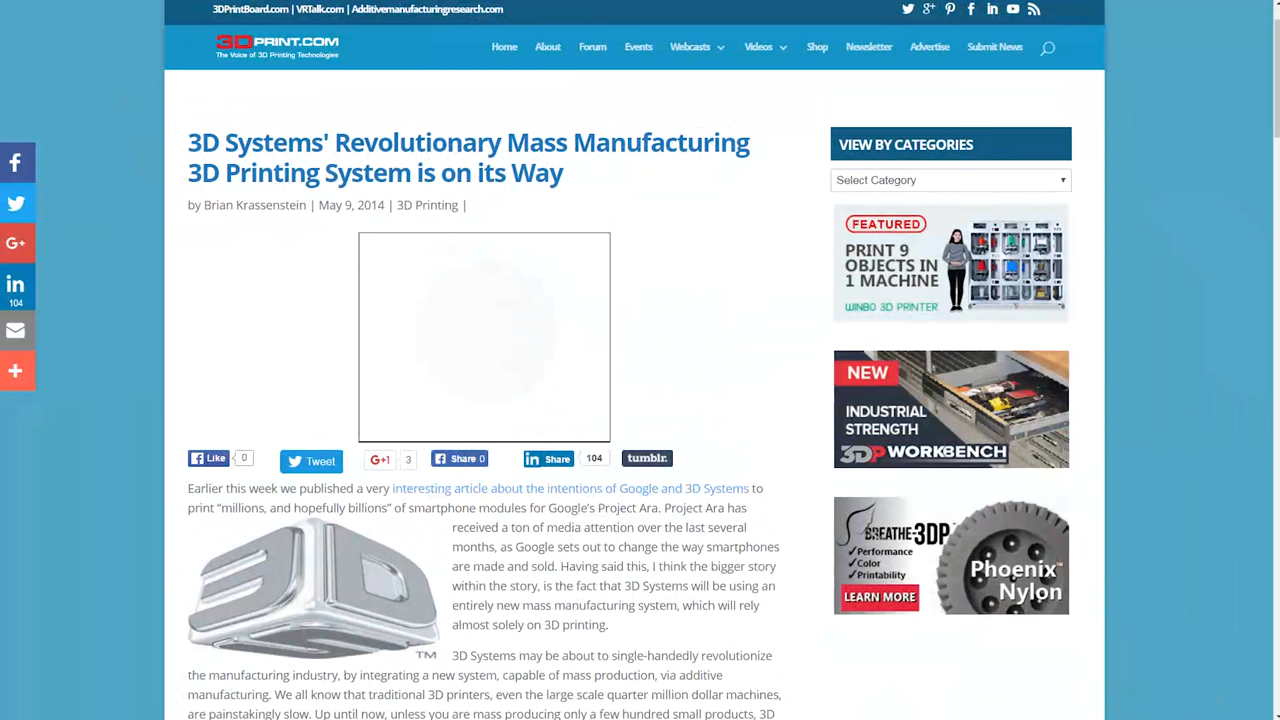 3DPrintBoard.com | VRTalk.com | Additivemanufacturingresearch.com
3DPRINT.COM
The Voice of 3D Printing Technologies
Home About Forum Events Webcasts Videos Shop Newsletter Advertise Submit News
3D Systems' Revolutionary Mass Manufacturing
3D Printing System is on its Way
by Brian Krassenstein | May 9, 2014 | 3D Printing |
104
Like 0 Tweet G+1 3 Share 0 in Share 104 tumblr.
Earlier this week we published a very interesting article about the intentions of Google and 3D Systems to
print “millions, and hopefully billions” of smartphone modules for Google’s Project Ara. Project Ara has
received a ton of media attention over the last several
months, as Google sets out to change the way smartphones
are made and sold. Having said this, I think the bigger story
within the story, is the fact that 3D Systems will be using an
entirely new mass manufacturing system, which will rely
almost solely on 3D printing.
3DS
TM
3D Systems may be about to single-handedly revolutionize
the manufacturing industry, by integrating a new system, capable of mass production, via additive
manufacturing. We all know that traditional 3D printers, even the large scale quarter million dollar machines,
are painstakingly slow. Up until now, unless you are mass producing only a few hundred small products, 3D
VIEW BY CATEGORIES
Select Category
FEATURED
PRINT 9
OBJECTS IN
1 MACHINE
WINBO 3D PRINTER
NEW
INDUSTRIAL
STRENGTH
3DP WORKBENCH
BREATHE-3DP™
✓Performance
✓Color
✓Printability
LEARN MORE
Phoenix™
Nylon